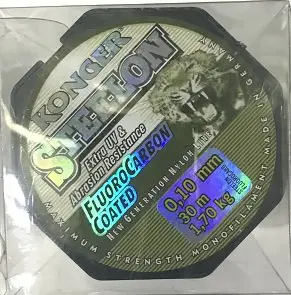 KONGER
STEELON
Extra UV &
Abrasion Resistance
FLUOROCARBON
COATED
NEW GENERATION NYLON LINE
0,10 mm
30 m
1,70 kg
MAXIMUM STRENGTH MONOFILAMENT MADE IN GERMANY